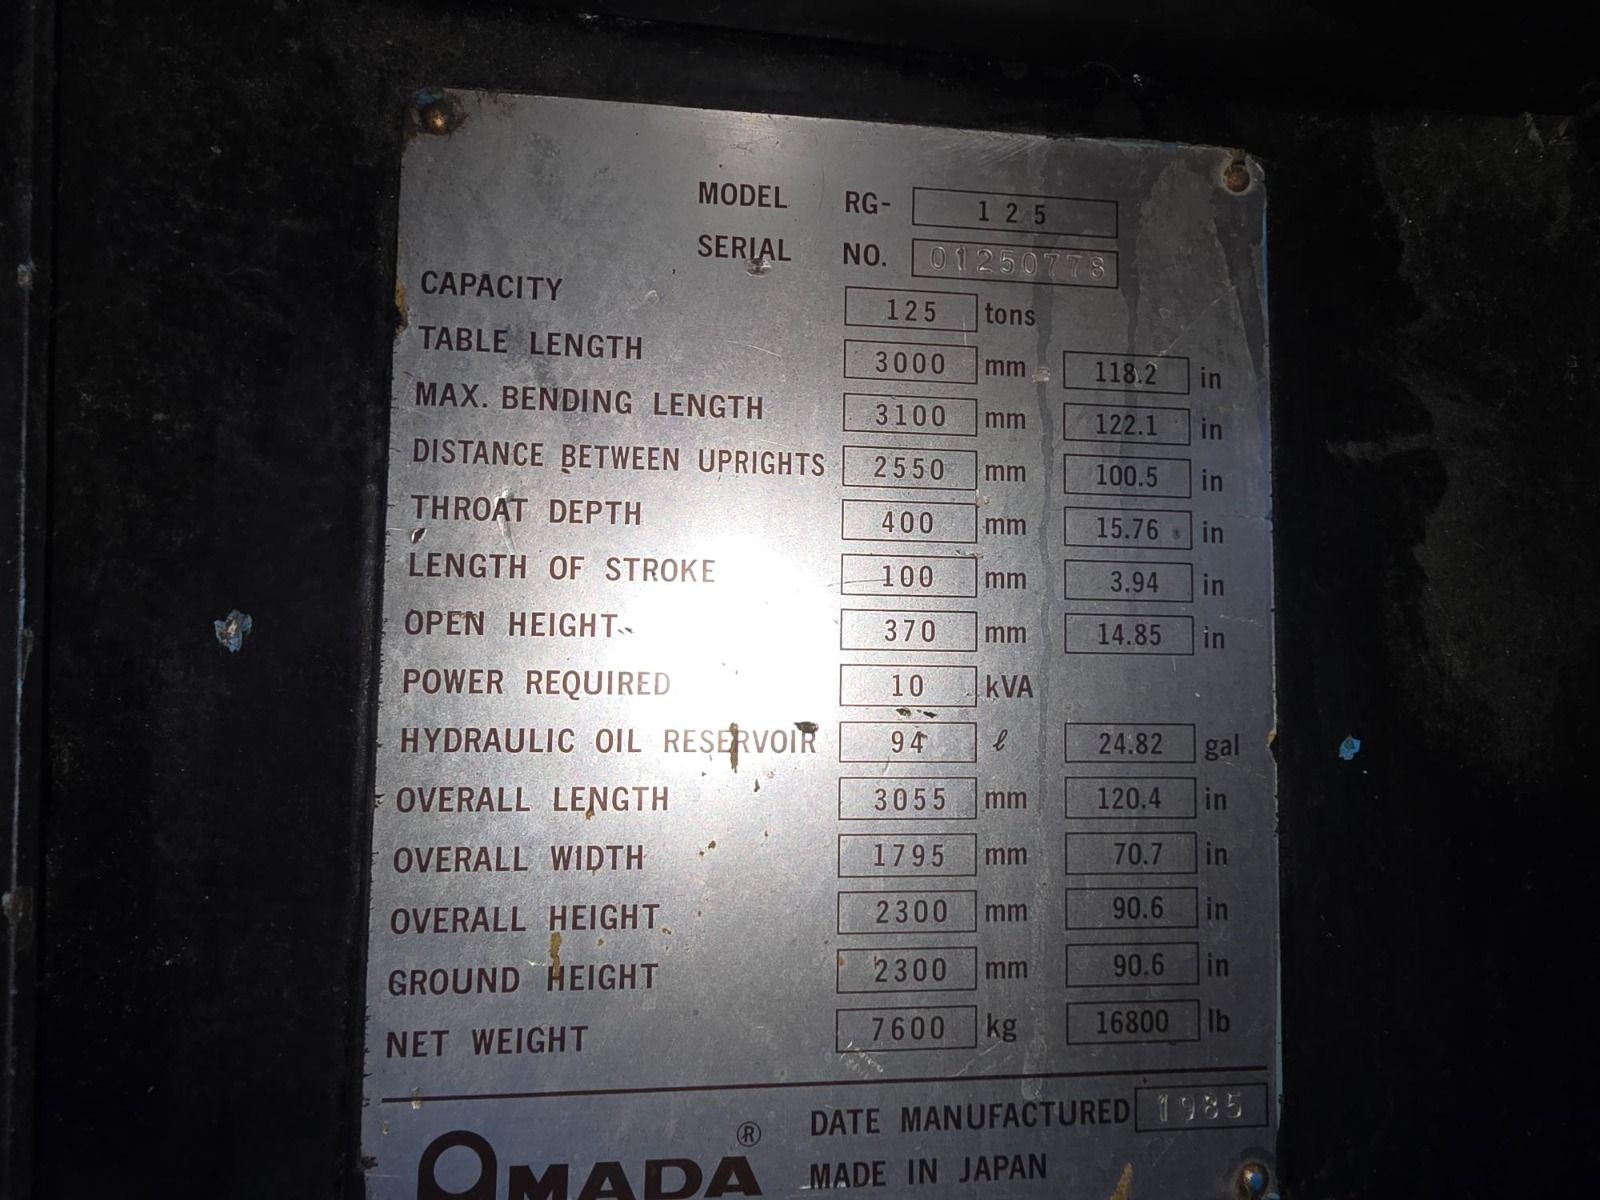 MODEL RG- 125
SERIAL NO. 01250778
CAPACITY 125 tons
TABLE LENGTH 3000 mm 118.2 in
MAX. BENDING LENGTH 3100 mm 122.1 in
DISTANCE BETWEEN UPRIGHTS 2550 mm 100.5 in
THROAT DEPTH 400 mm 15.76 in
LENGTH OF STROKE 100 mm 3.94 in
OPEN HEIGHT 370 mm 14.85 in
POWER REQUIRED 10 kVA
HYDRAULIC OIL RESERVOIR 94 ℓ 24.82 gal
OVERALL LENGTH 3055 mm 120.4 in
OVERALL WIDTH 1795 mm 70.7 in
OVERALL HEIGHT 2300 mm 90.6 in
GROUND HEIGHT 2300 mm 90.6 in
NET WEIGHT 7600 kg 16800 lb
DATE MANUFACTURED 1985
AMADA ® MADE IN JAPAN